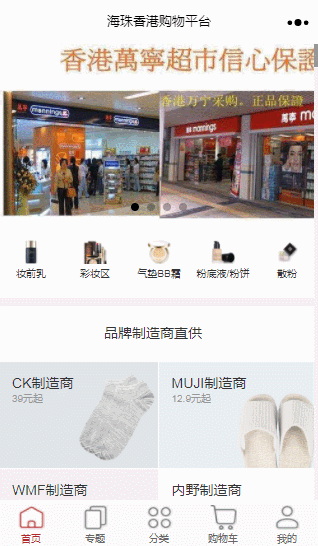 海珠香港购物平台
香港萬寧超市信心保證
香港万宁采购。正品保證
萬寧 mannings
萬寧 mannings
妆前乳 彩妆区 气垫BB霜 粉底液/粉饼 散粉
品牌制造商直供
CK制造商 MUJI制造商
39元起 12.9元起
WMF制造商 内野制造商
首页 专题 分类 购物车 我的